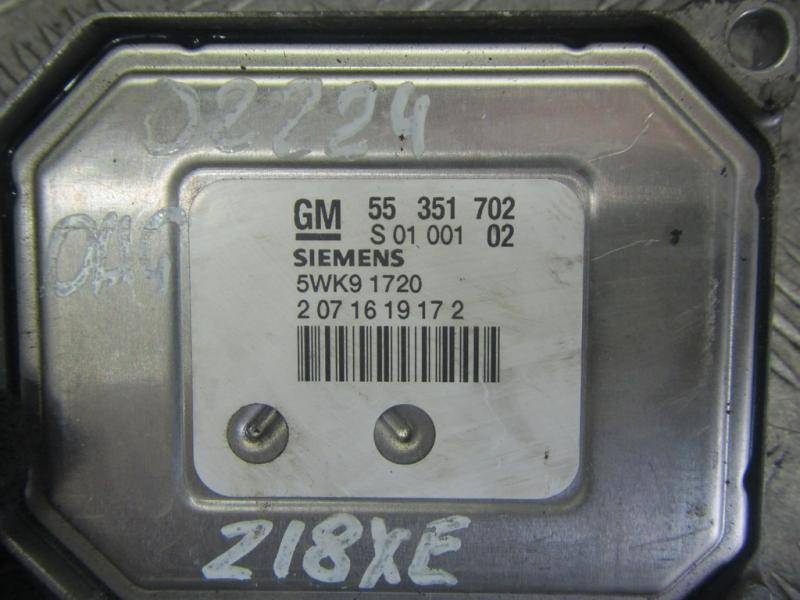 02224
GM 55 351 702
S 01 001 02
SIEMENS
5WK9 1720
2 07 16 19 17 2
Z18XE